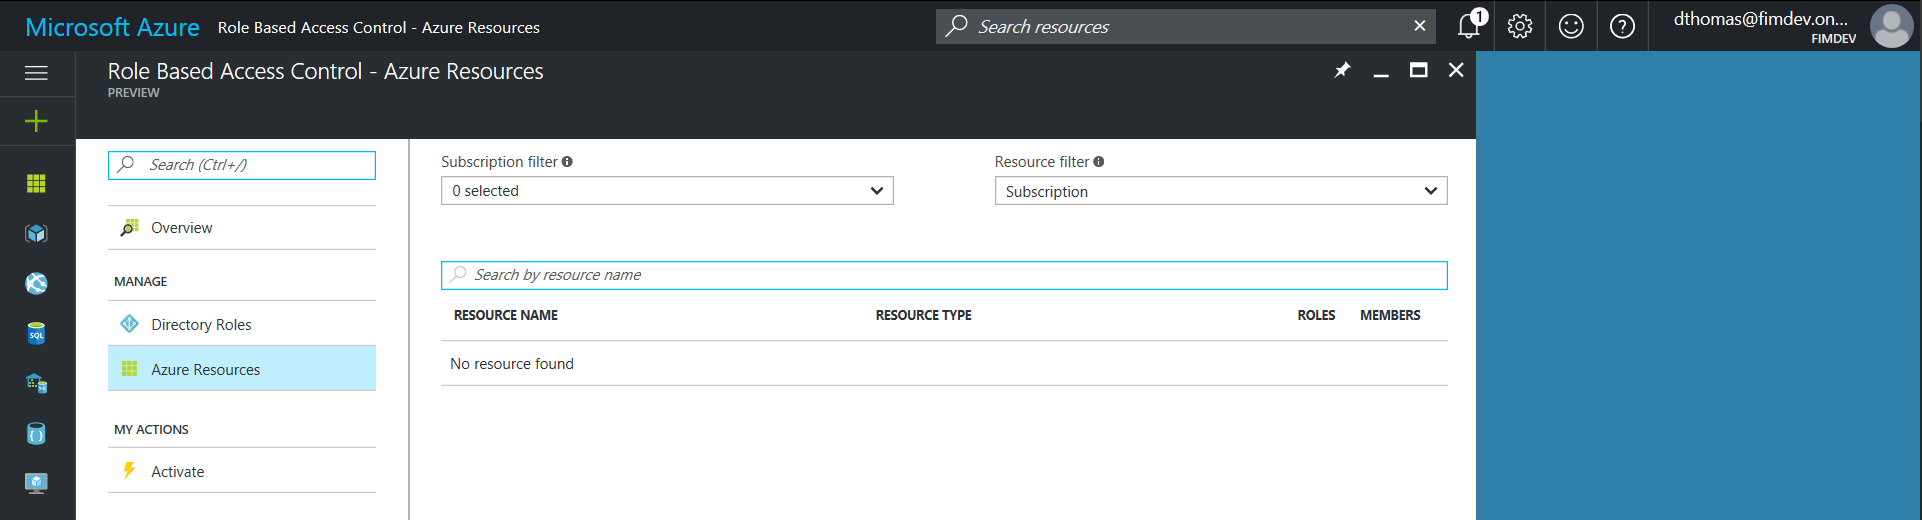 Microsoft Azure Role Based Access Control - Azure Resources
Search resources
1
dthomas@fimdev.on...
FIMDEV
Role Based Access Control - Azure Resources
PREVIEW
Search (Ctrl+/)
Overview
MANAGE
Directory Roles
Azure Resources
MY ACTIONS
Activate
Subscription filter
0 selected
Resource filter
Subscription
Search by resource name
RESOURCE NAME RESOURCE TYPE ROLES MEMBERS
No resource found
SQL